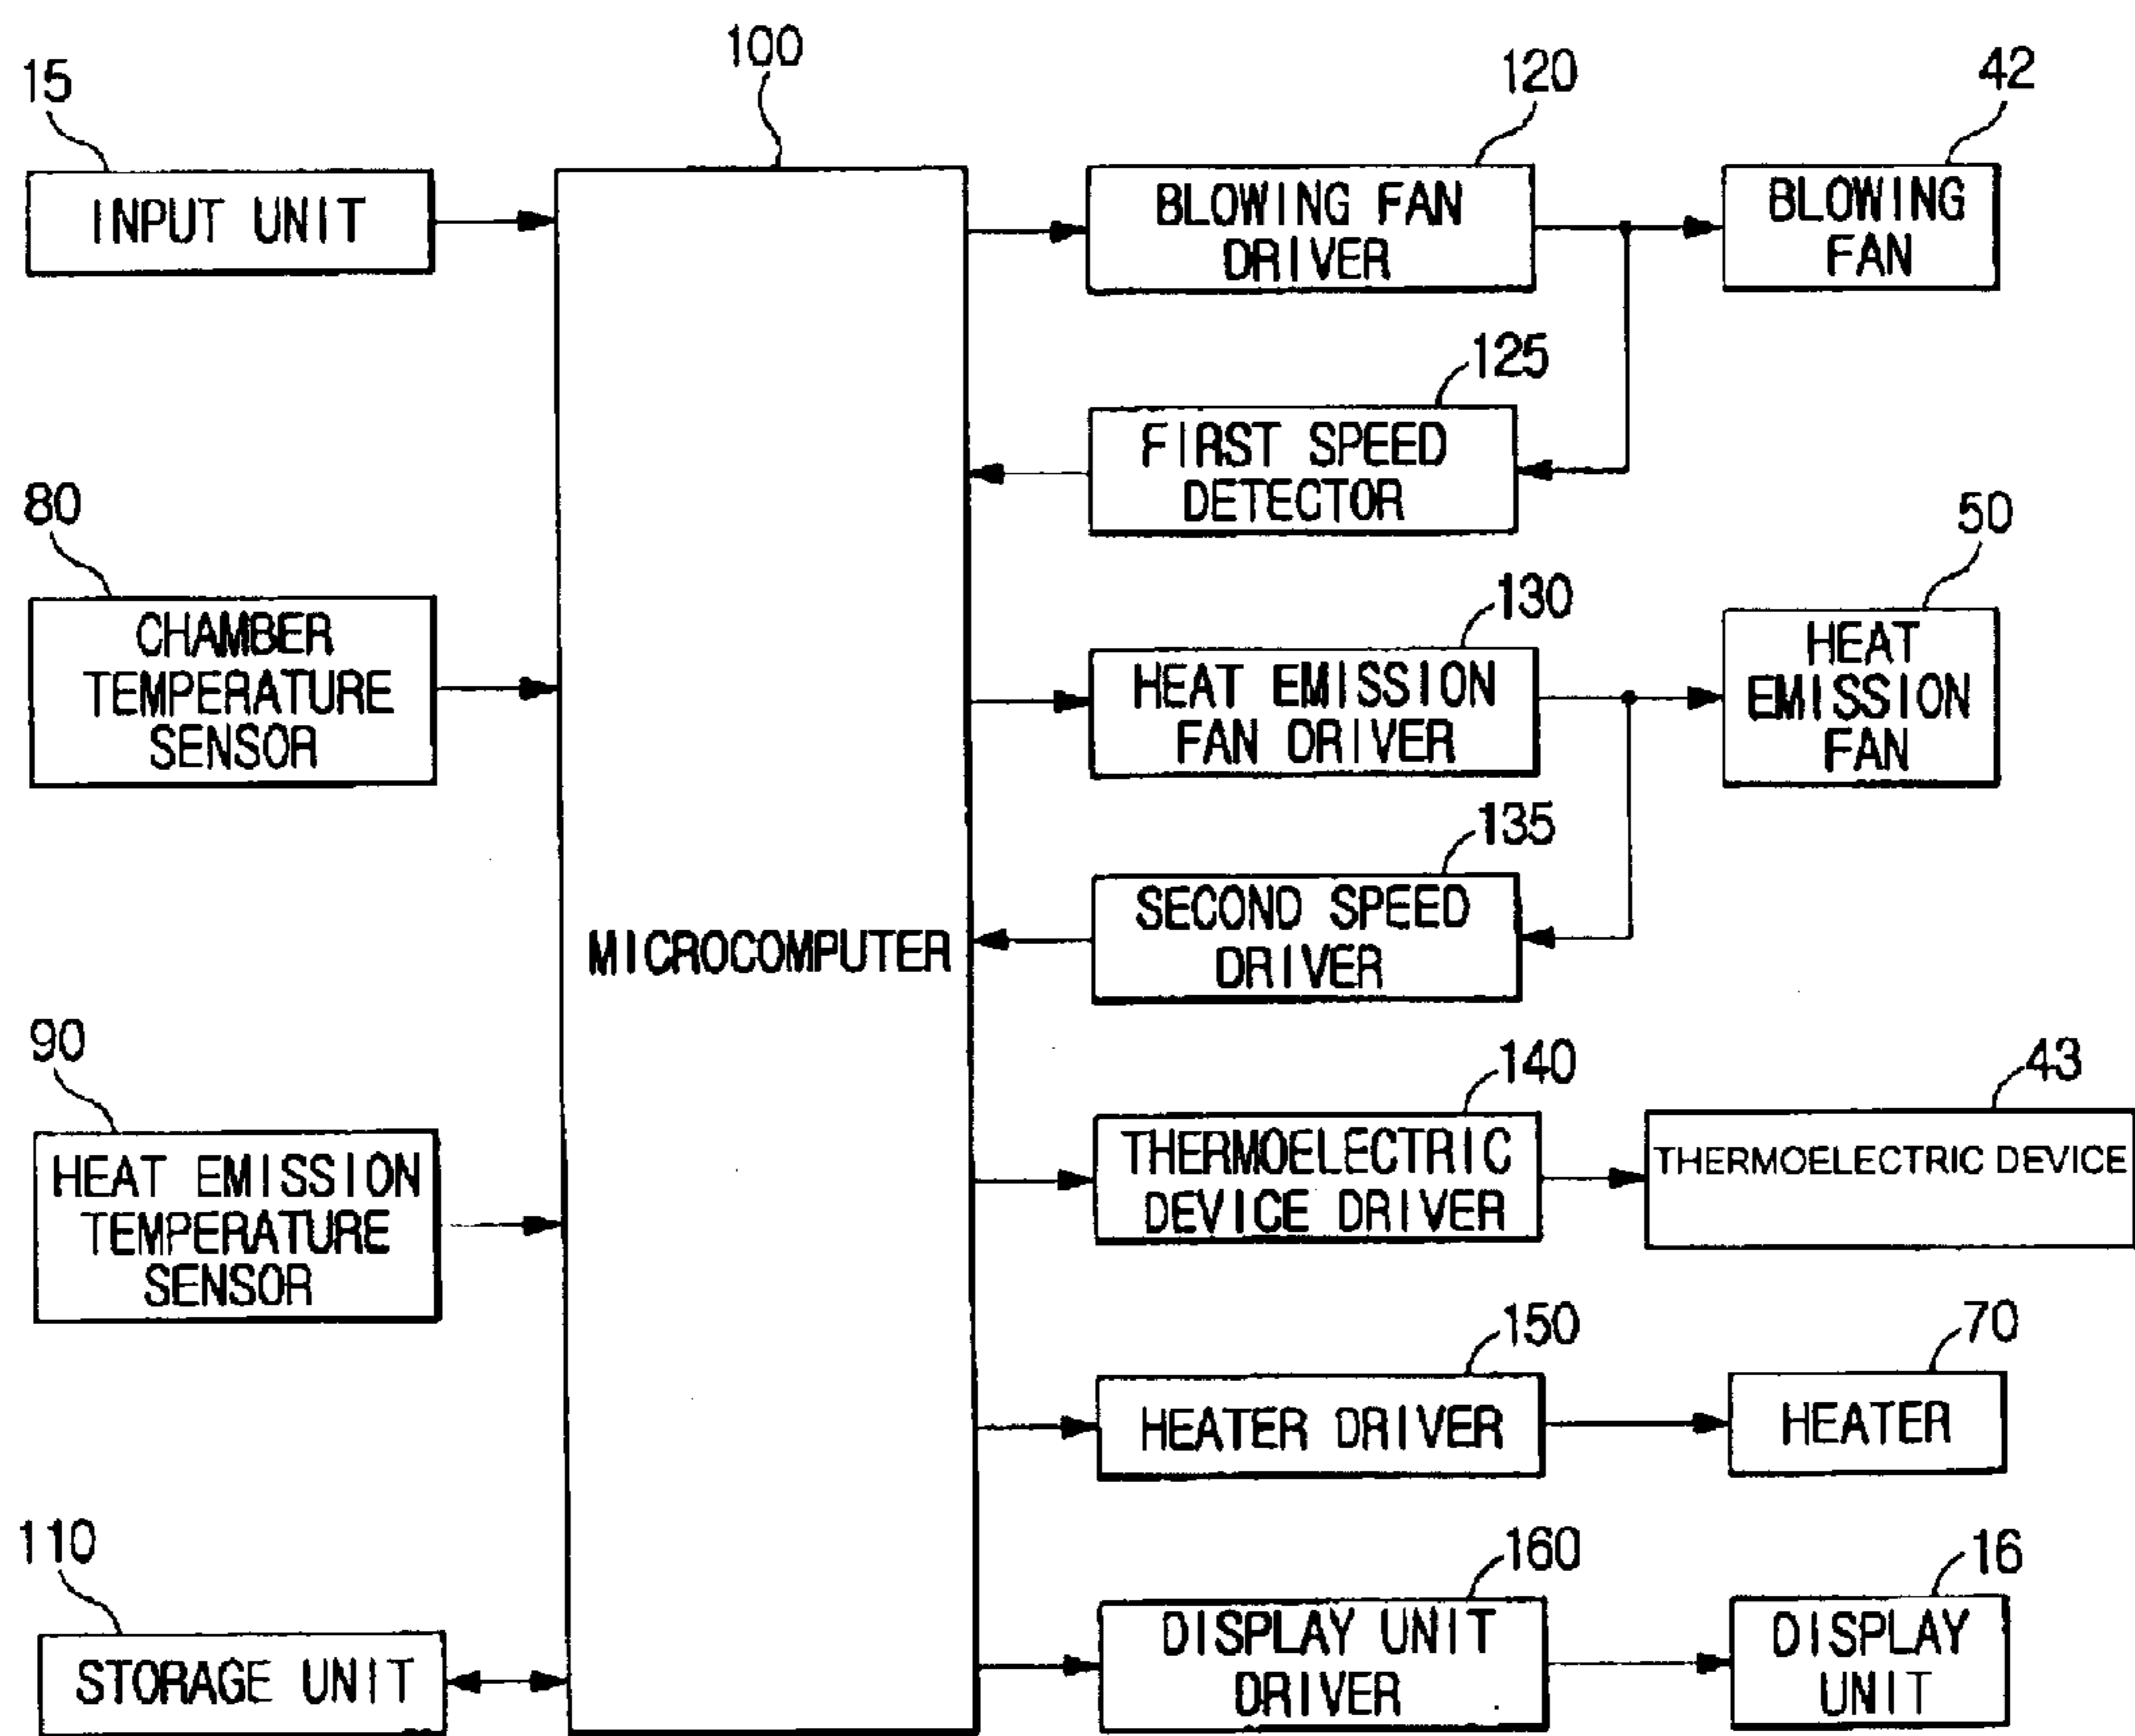 100
15
120
42
INPUT UNIT
BLOWING FAN
DRIVER
BLOWING
FAN
125
FIRST SPEED
DETECTOR
80
50
CHAMBER
TEMPERATURE
SENSOR
130
HEAT EMISSION
FAN DRIVER
HEAT
EMISSION
FAN
135
SECOND SPEED
DRIVER
MICROCOMPUTER
90
140
43
HEAT EMISSION
TEMPERATURE
SENSOR
THERMOELECTRIC
DEVICE DRIVER
THERMOELECTRIC DEVICE
150
70
HEATER DRIVER
HEATER
110
160
16
STORAGE UNIT
DISPLAY UNIT
DRIVER
DISPLAY
UNIT